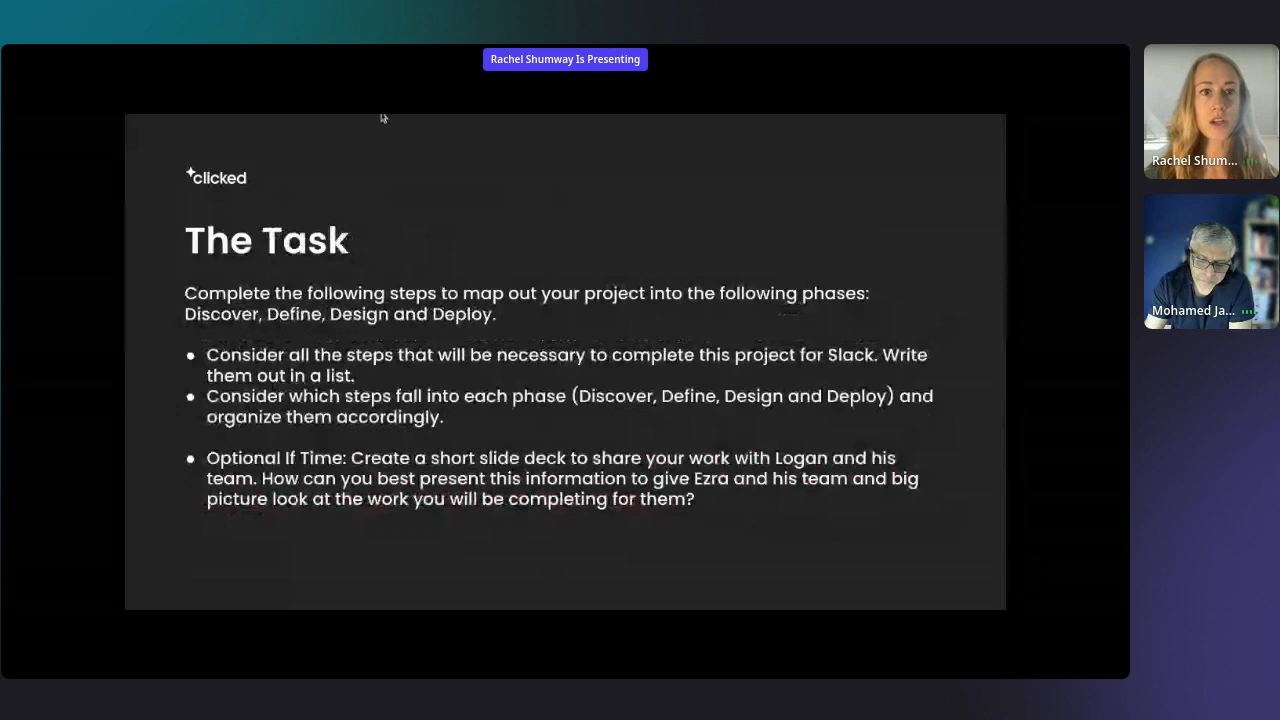 Rachel Shumway Is Presenting
clicked
The Task
Complete the following steps to map out your project into the following phases:
Discover, Define, Design and Deploy.
● Consider all the steps that will be necessary to complete this project for Slack. Write
them out in a list.
● Consider which steps fall into each phase (Discover, Define, Design and Deploy) and
organize them accordingly.
● Optional If Time: Create a short slide deck to share your work with Logan and his
team. How can you best present this information to give Ezra and his team and big
picture look at the work you will be completing for them?
Rachel Shum...
Mohamed Ja...